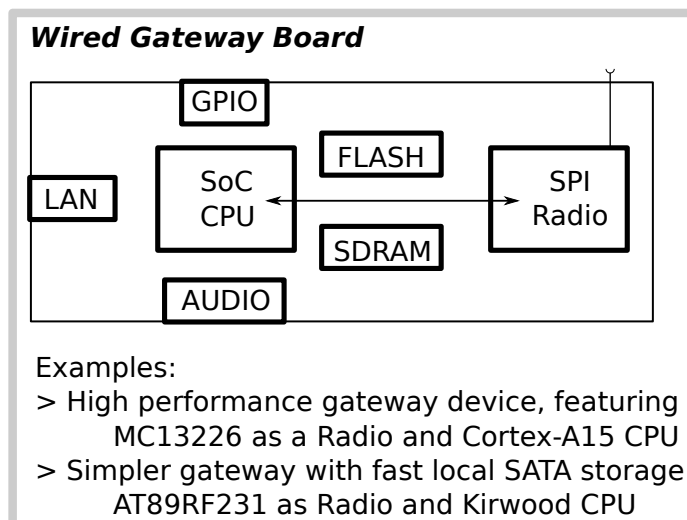 Wired Gateway Board
GPIO
FLASH
SoC
CPU
SPI
Radio
LAN
SDRAM
AUDIO
Examples:
> High performance gateway device, featuring
MC13226 as a Radio and Cortex-A15 CPU
> Simpler gateway with fast local SATA storage
AT89RF231 as Radio and Kirwood CPU